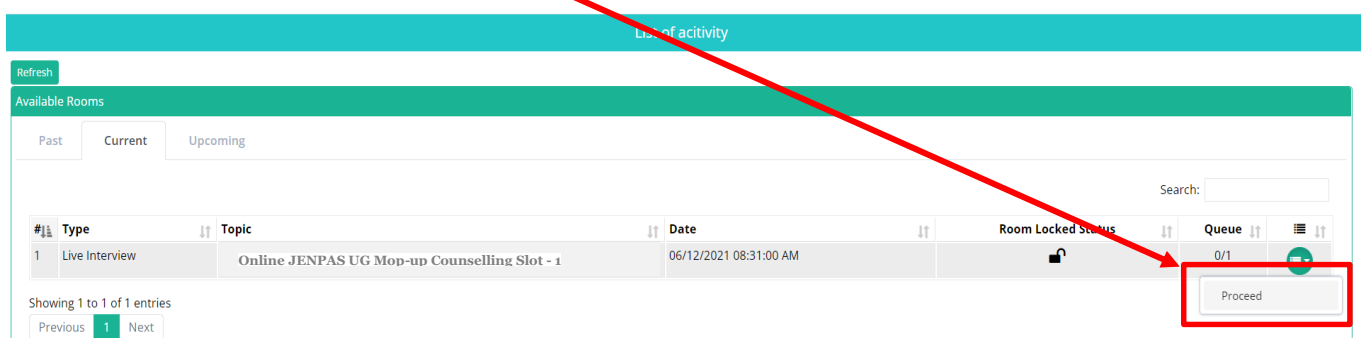 List of acitivity
Refresh
Available Rooms
Past Current Upcoming
Search:
# Type Topic Date Room Locked Status Queue
1 Live Interview Online JENPAS UG Mop-up Counselling Slot - 1 06/12/2021 08:31:00 AM 0/1
Proceed
Showing 1 to 1 of 1 entries
Previous 1 Next